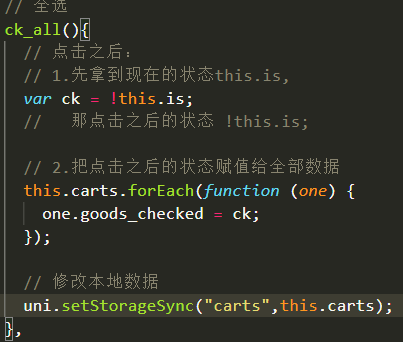 // 全选
ck_all(){
// 点击之后:
// 1.先拿到现在的状态this.is,
var ck = !this.is;
// 那点击之后的状态 !this.is;
// 2.把点击之后的状态赋值给全部数据
this.carts.forEach(function (one) {
one.goods_checked = ck;
});
// 修改本地数据
uni.setStorageSync("carts",this.carts);
},